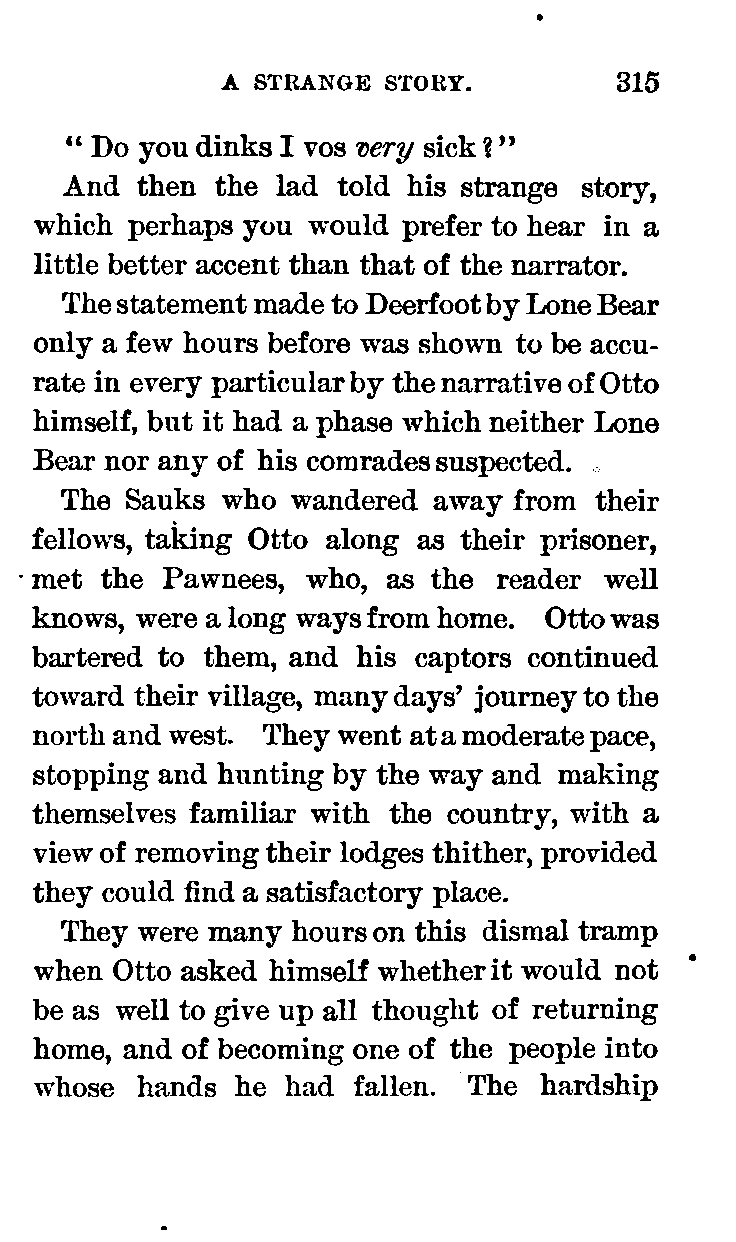 A STRANGE STORY. 315
“ Do you dinks I vos very sick ? ”
And then the lad told his strange story,
which perhaps you would prefer to hear in a
little better accent than that of the narrator.
The statement made to Deerfoot by Lone Bear
only a few hours before was shown to be accu-
rate in every particular by the narrative of Otto
himself, but it had a phase which neither Lone
Bear nor any of his comrades suspected.
The Sauks who wandered away from their
fellows, taking Otto along as their prisoner,
met the Pawnees, who, as the reader well
knows, were a long ways from home. Otto was
bartered to them, and his captors continued
toward their village, many days’ journey to the
north and west. They went at a moderate pace,
stopping and hunting by the way and making
themselves familiar with the country, with a
view of removing their lodges thither, provided
they could find a satisfactory place.
They were many hours on this dismal tramp
when Otto asked himself whether it would not
be as well to give up all thought of returning
home, and of becoming one of the people into
whose hands he had fallen. The hardship